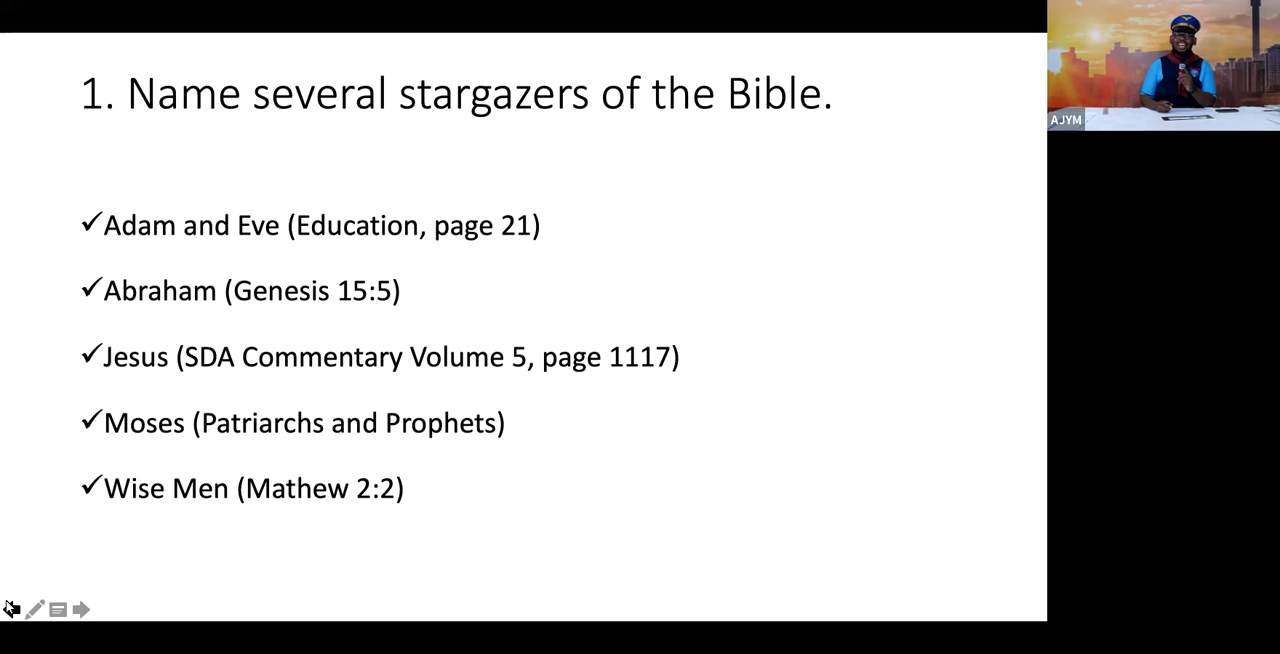 1. Name several stargazers of the Bible.
✓Adam and Eve (Education, page 21)
✓Abraham (Genesis 15:5)
✓Jesus (SDA Commentary Volume 5, page 1117)
✓Moses (Patriarchs and Prophets)
✓Wise Men (Mathew 2:2)
AJYM